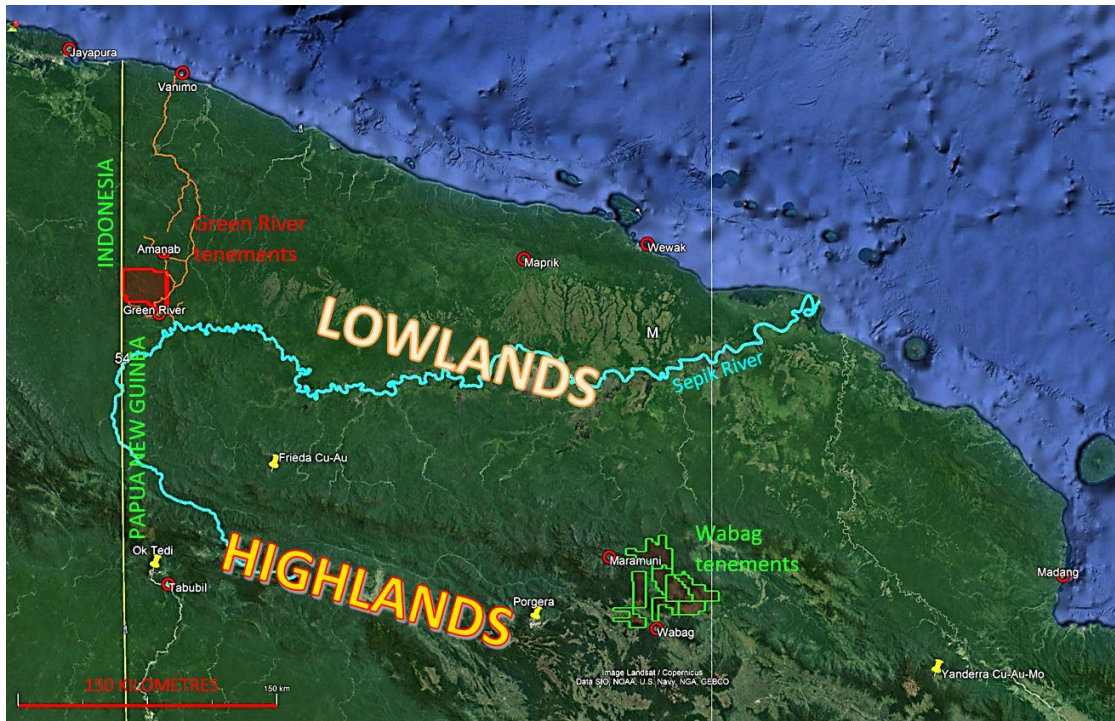 Jayapura
Vanimo
INDONESIA
Green River
tenements
Amanab
Wewak
Maprik
Green River
LOWLANDS
M
54
Sepik River
PAPUA NEW GUINEA
Frieda Cu-Au
Ok Tedi
Tabubil
HIGHLANDS
Maramuni
Wabag
tenements
Madang
Porgera
Wabag
Yanderra Cu-Au-Mo
Image Landsat / Copernicus
Data SIO, NOAA, U.S. Navy, NGA, GEBCO
150 KILOMETRES
150 km